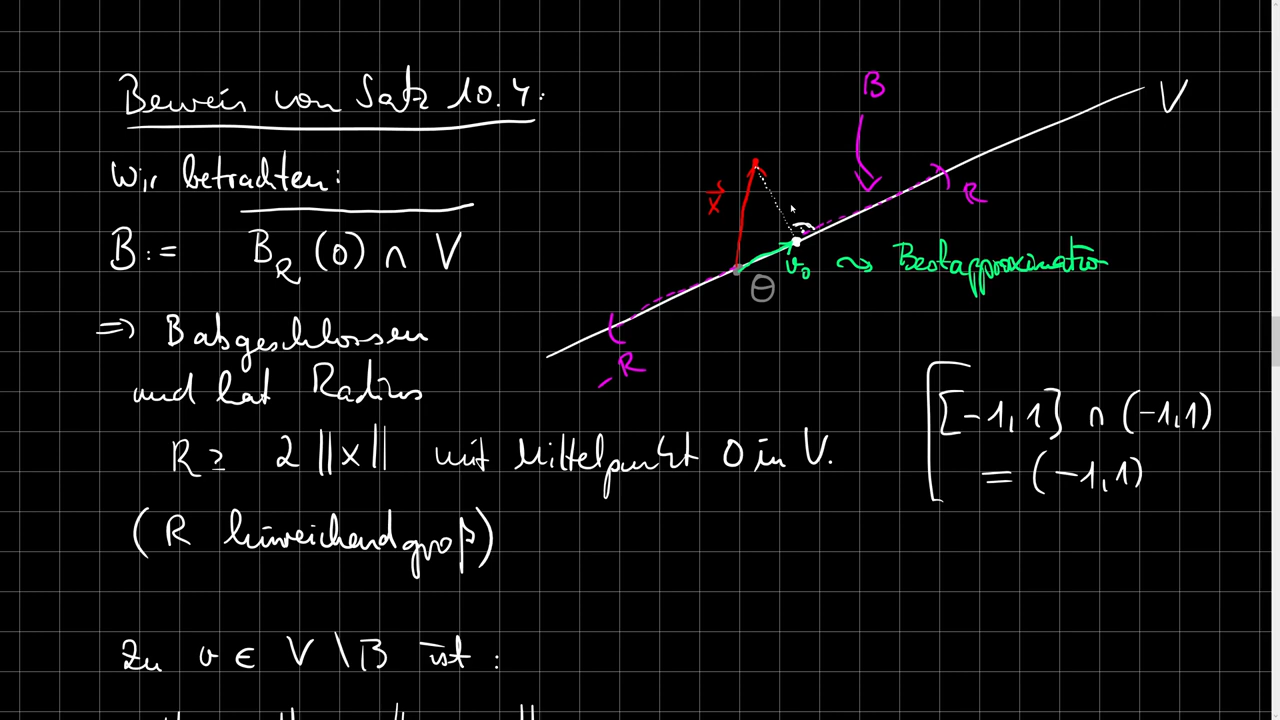 Beweis von Satz 10.4:
Wir betrachten:
B := B_R (0) ∩ V
=> B abgeschlossen
und hat Radius
R ≥ 2 ||x|| mit Mittelpunkt 0 in V.
(R hinreichend groß)
Zu v ∈ V \ B ist:
B
V
R
x⃗
v₀ ⇝ Bestapproximation
Θ
-R
[-1,1] ∩ (-1,1)
= (-1,1)